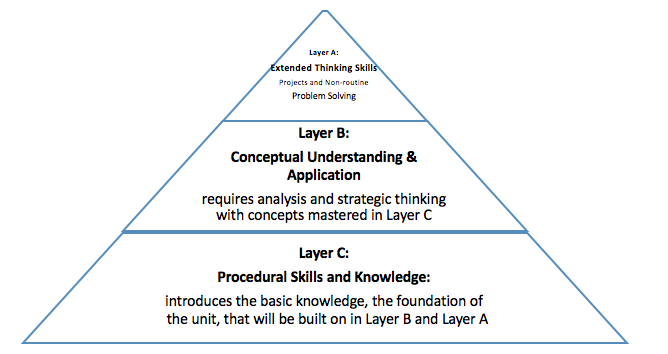 Layer A:
Extended Thinking Skills
Projects and Non-routine
Problem Solving
Layer B:
Conceptual Understanding &
Application
requires analysis and strategic thinking
with concepts mastered in Layer C
Layer C:
Procedural Skills and Knowledge:
introduces the basic knowledge, the foundation of
the unit, that will be built on in Layer B and Layer A